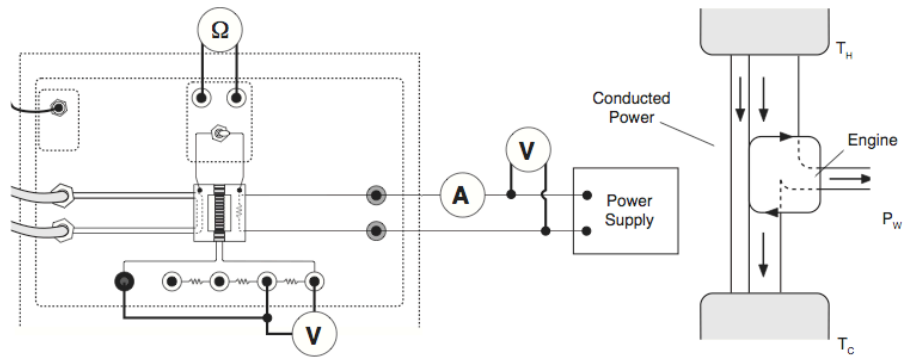 Ω
V
A
Power
Supply
V
T_H
Conducted
Power
Engine
P_W
T_C